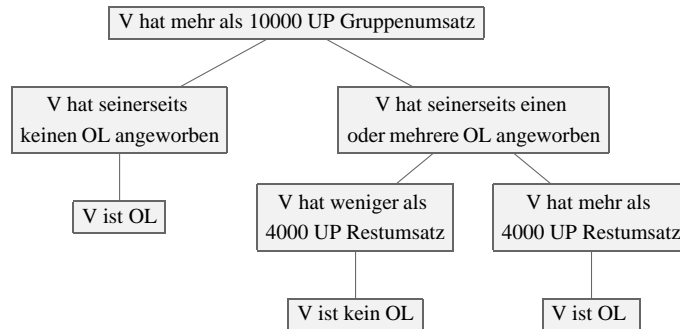 V hat mehr als 10000 UP Gruppenumsatz
V hat seinerseits
keinen OL angeworben
V hat seinerseits einen
oder mehrere OL angeworben
V ist OL
V hat weniger als
4000 UP Restumsatz
V hat mehr als
4000 UP Restumsatz
V ist kein OL
V ist OL